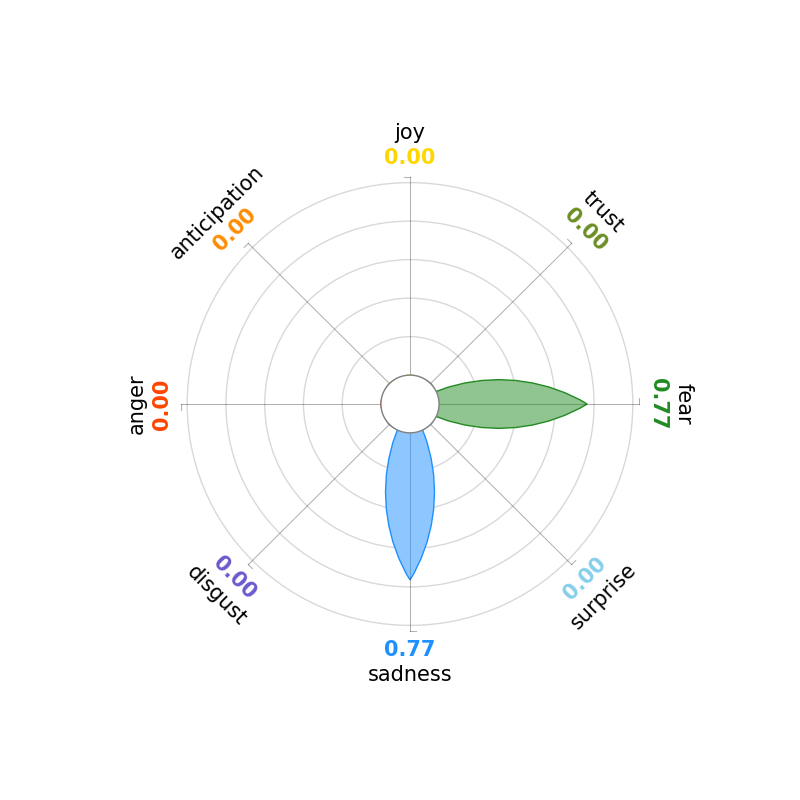 joy
0.00
trust
0.00
fear
0.77
surprise
0.00
0.77
sadness
disgust
0.00
anger
0.00
anticipation
0.00